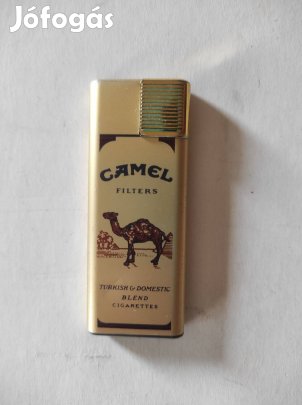 Jófogás
CAMEL
FILTERS
TURKISH & DOMESTIC
BLEND
CIGARETTES